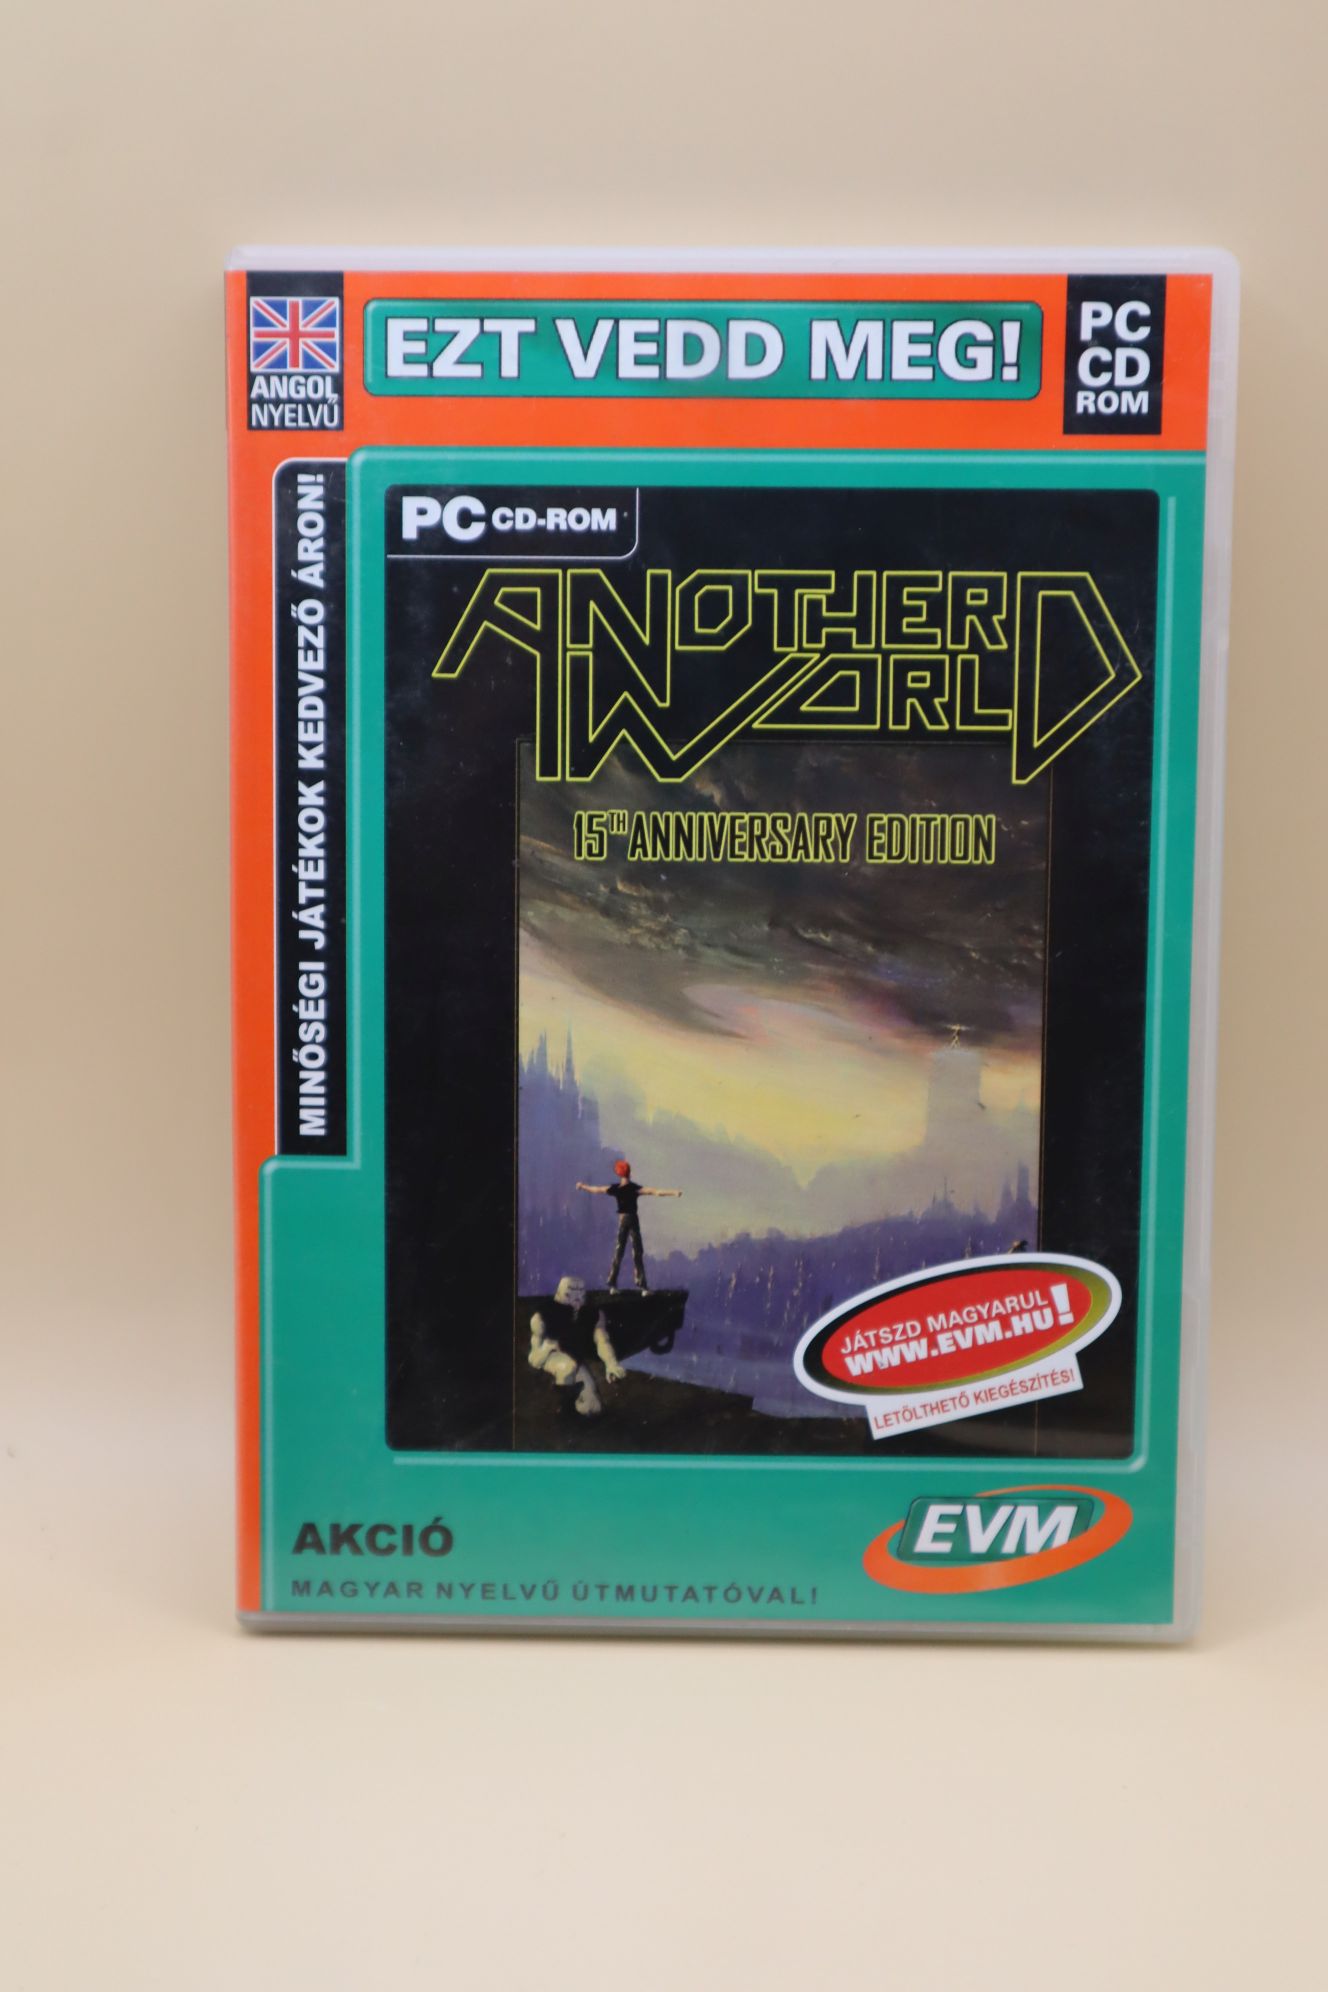 ANGOL
NYELVŰ
EZT VEDD MEG!
PC
CD
ROM
MINŐSÉGI JÁTÉKOK KEDVEZŐ ÁRON!
PC CD-ROM
ANOTHER
WORLD
15TH ANNIVERSARY EDITION
JÁTSZD MAGYARUL
WWW.EVM.HU!
LETÖLTHETŐ KIEGÉSZÍTÉS!
AKCIÓ
MAGYAR NYELVŰ ÚTMUTATÓVAL!
EVM